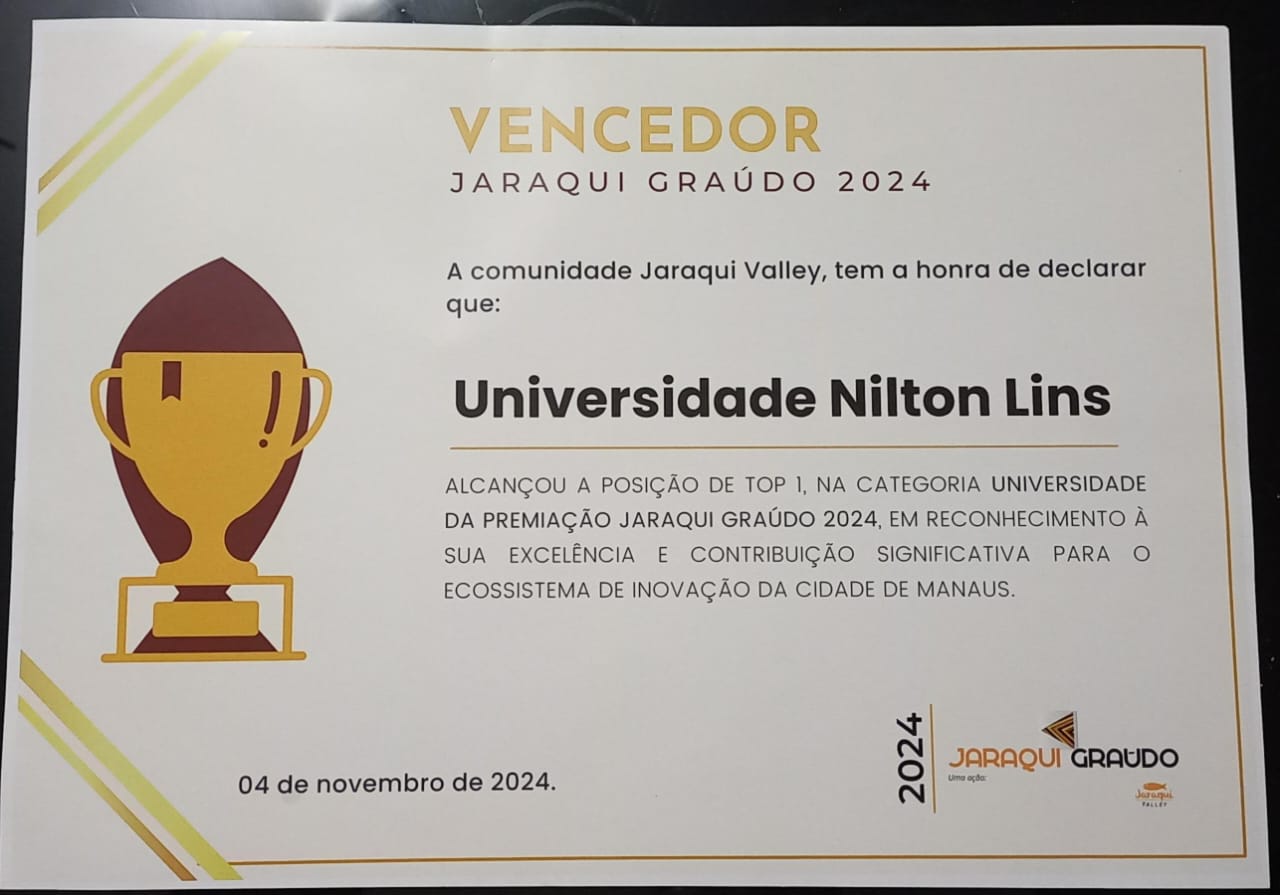 VENCEDOR
JARAQUI GRAÚDO 2024
A comunidade Jaraqui Valley, tem a honra de declarar
que:
Universidade Nilton Lins
ALCANÇOU A POSIÇÃO DE TOP 1, NA CATEGORIA UNIVERSIDADE
DA PREMIAÇÃO JARAQUI GRAÚDO 2024, EM RECONHECIMENTO À
SUA EXCELÊNCIA E CONTRIBUIÇÃO SIGNIFICATIVA PARA O
ECOSSISTEMA DE INOVAÇÃO DA CIDADE DE MANAUS.
04 de novembro de 2024.
2024
JARAQUI GRAÚDO
Uma ação:
Jaraqui
VALLEY